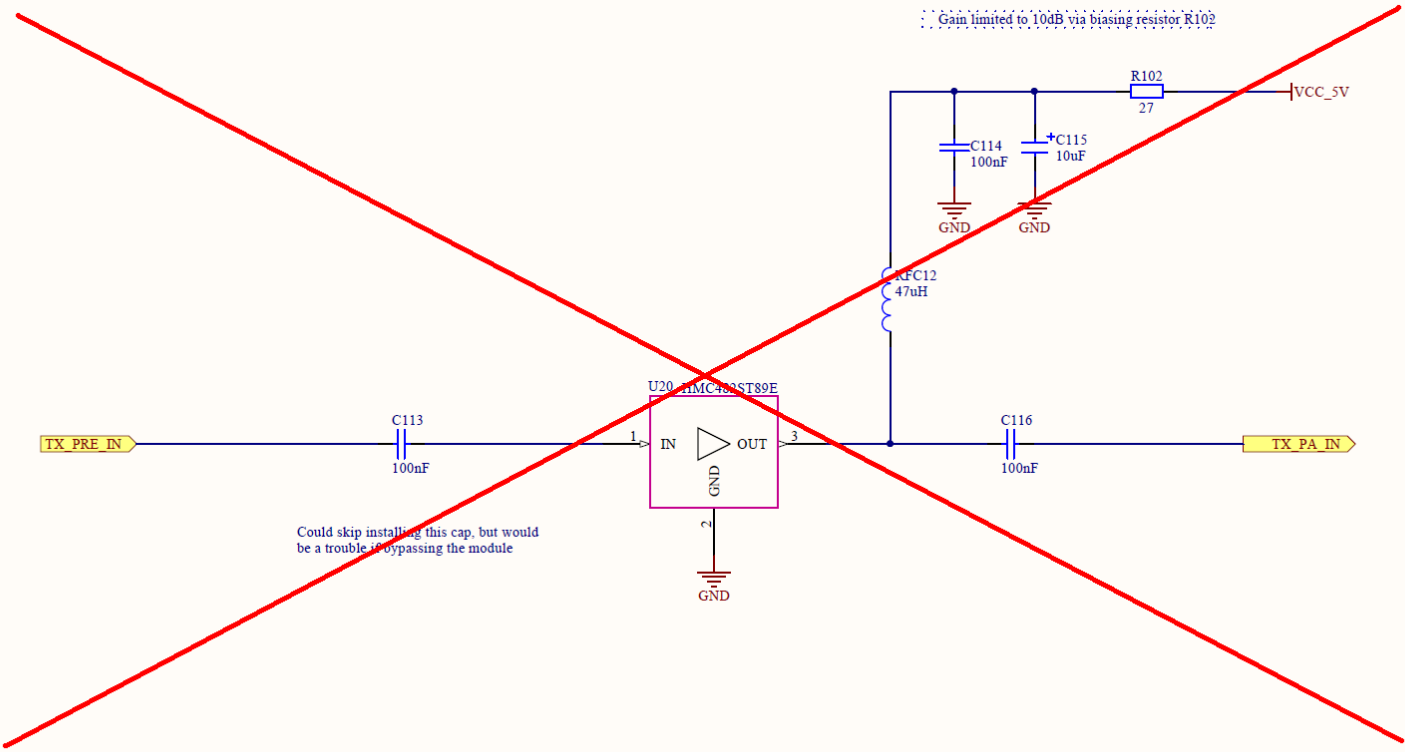 Gain limited to 10dB via biasing resistor R102
R102
27
VCC_5V
C114
100nF
C115
10uF
GND
GND
RFC12
47uH
U20
HMC482ST89E
C113
100nF
TX_PRE_IN
1
IN
OUT
3
GND
2
GND
C116
100nF
TX_PA_IN
Could skip installing this cap, but would
be a trouble if bypassing the module